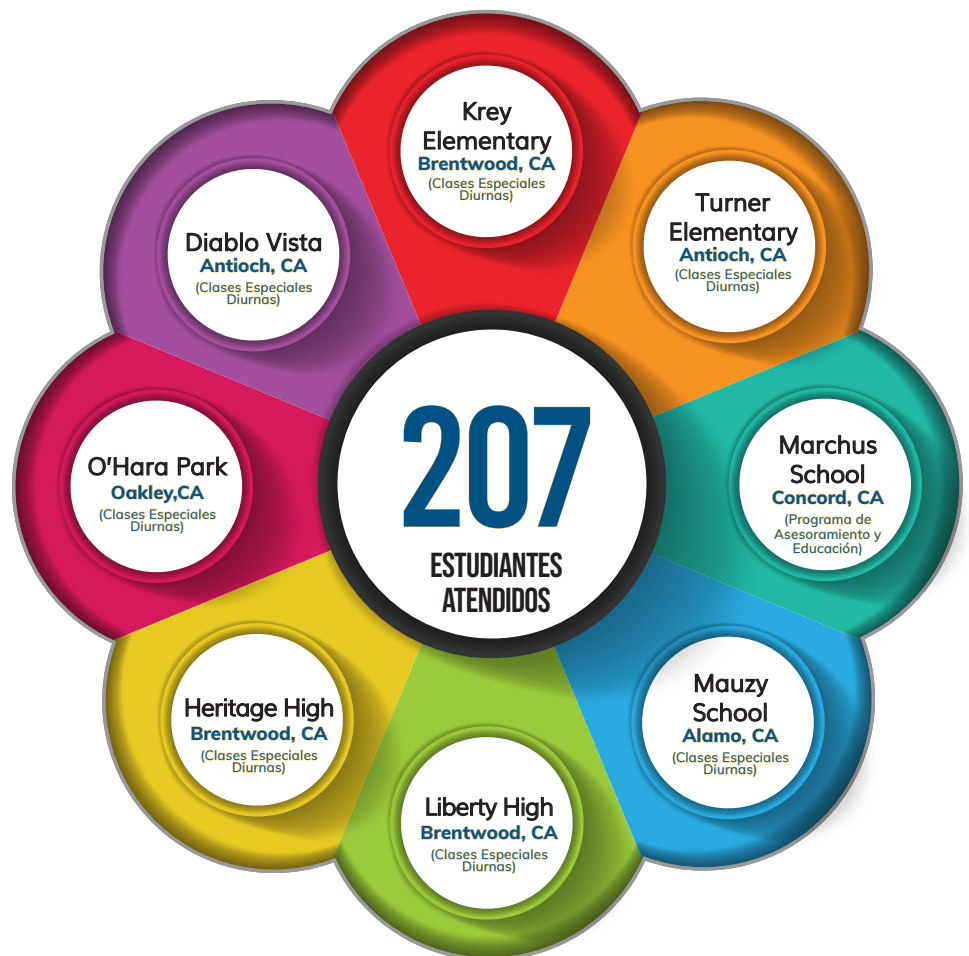 Krey
Elementary
Brentwood, CA
(Clases Especiales
Diurnas)
Turner
Elementary
Antioch, CA
(Clases Especiales
Diurnas)
Marchus
School
Concord, CA
(Programa de
Asesoramiento y
Educación)
Mauzy
School
Alamo, CA
(Clases Especiales
Diurnas)
Liberty High
Brentwood, CA
(Clases Especiales
Diurnas)
Heritage High
Brentwood, CA
(Clases Especiales
Diurnas)
O'Hara Park
Oakley,CA
(Clases Especiales
Diurnas)
Diablo Vista
Antioch, CA
(Clases Especiales
Diurnas)
207
ESTUDIANTES
ATENDIDOS